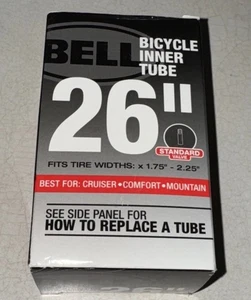 BELL
BICYCLE
INNER
TUBE
26"
STANDARD
VALVE
FITS TIRE WIDTHS: x 1.75" - 2.25"
BEST FOR: CRUISER • COMFORT • MOUNTAIN
SEE SIDE PANEL FOR
HOW TO REPLACE A TUBE
26"